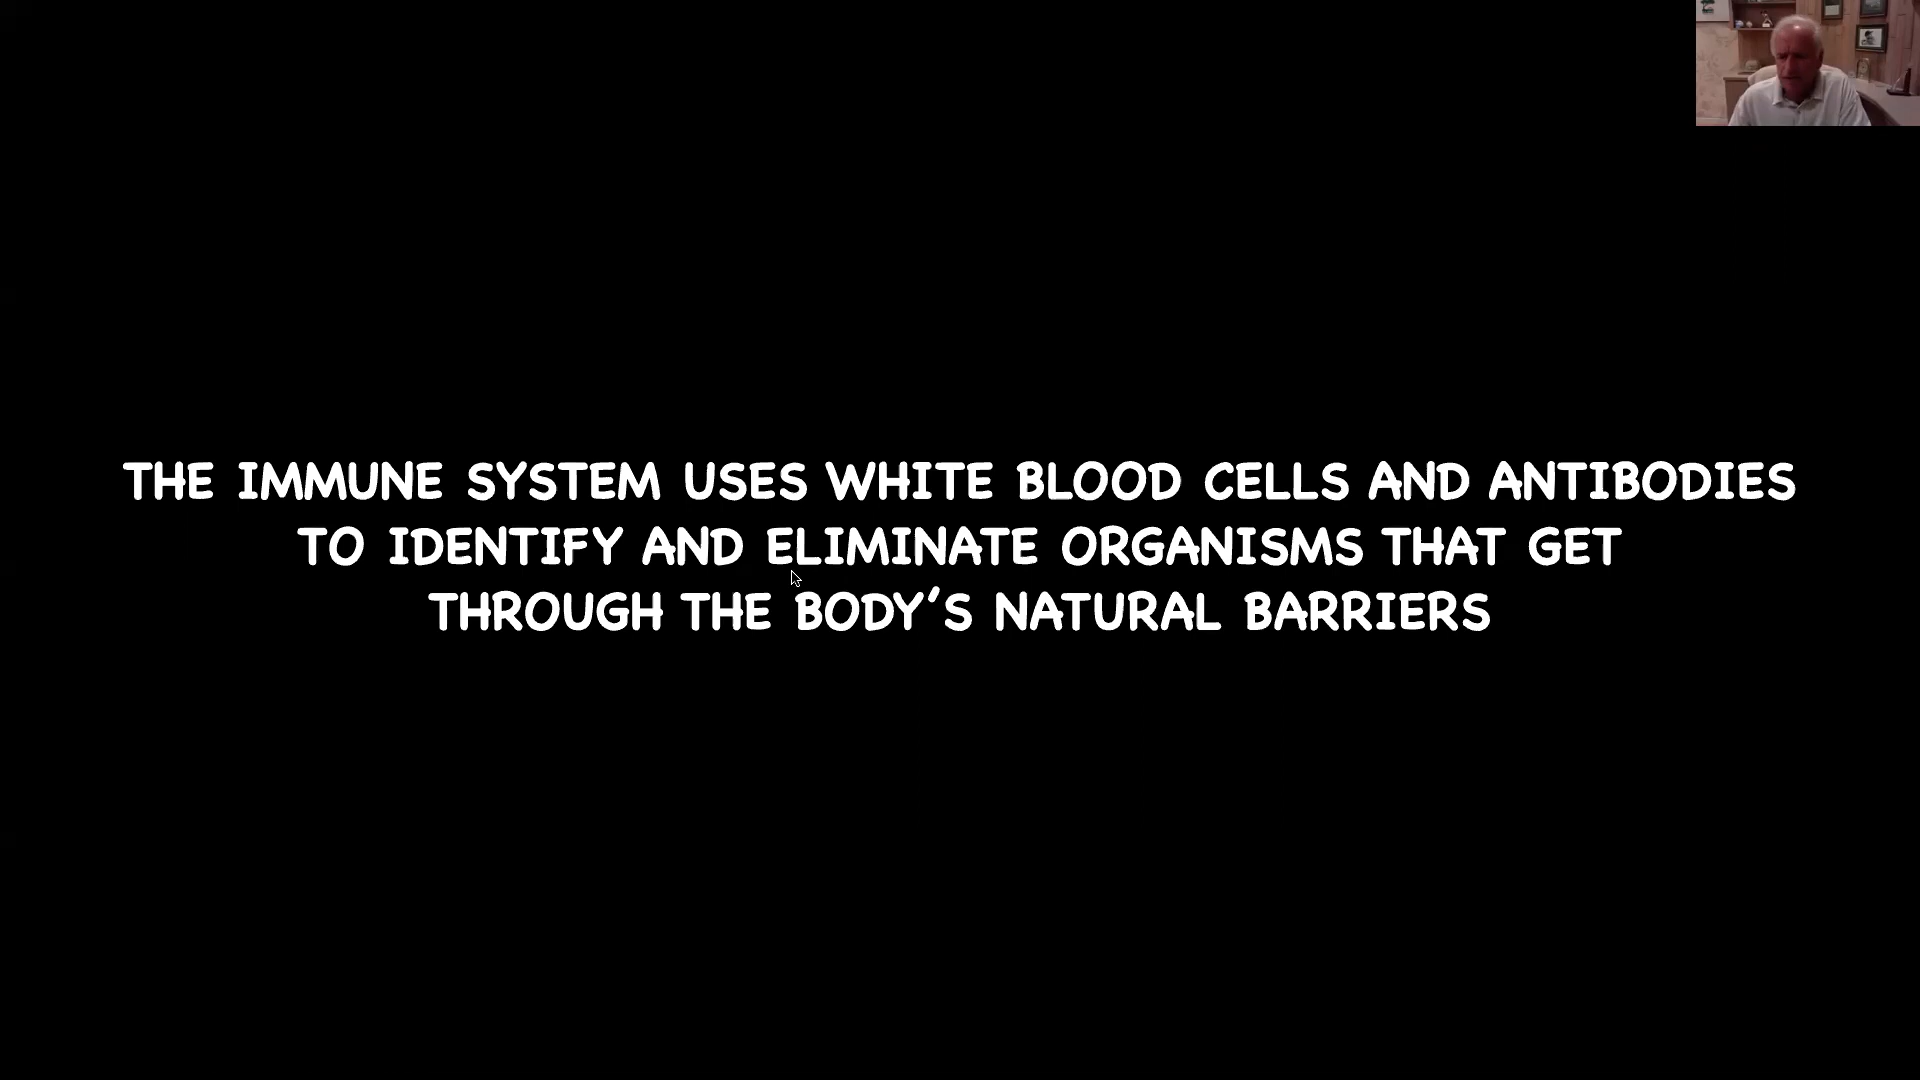 THE IMMUNE SYSTEM USES WHITE BLOOD CELLS AND ANTIBODIES
TO IDENTIFY AND ELIMINATE ORGANISMS THAT GET
THROUGH THE BODY'S NATURAL BARRIERS